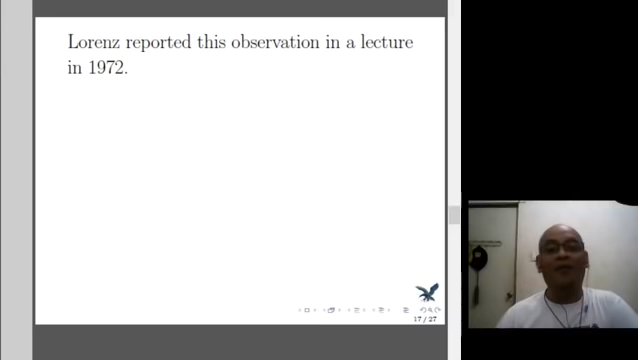 Lorenz reported this observation in a lecture
in 1972.
17 / 27